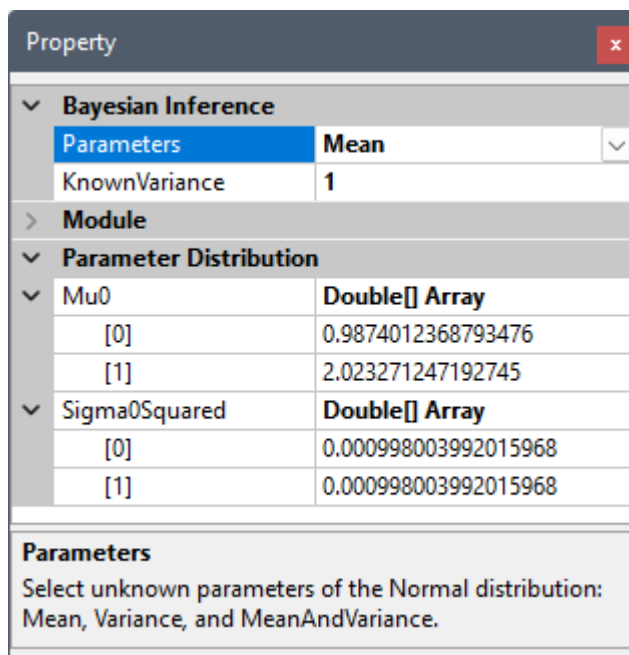 Property
x
Bayesian Inference
Parameters Mean
KnownVariance 1
Module
Parameter Distribution
Mu0 Double[] Array
[0] 0.9874012368793476
[1] 2.023271247192745
Sigma0Squared Double[] Array
[0] 0.000998003992015968
[1] 0.000998003992015968
Parameters
Select unknown parameters of the Normal distribution:
Mean, Variance, and MeanAndVariance.